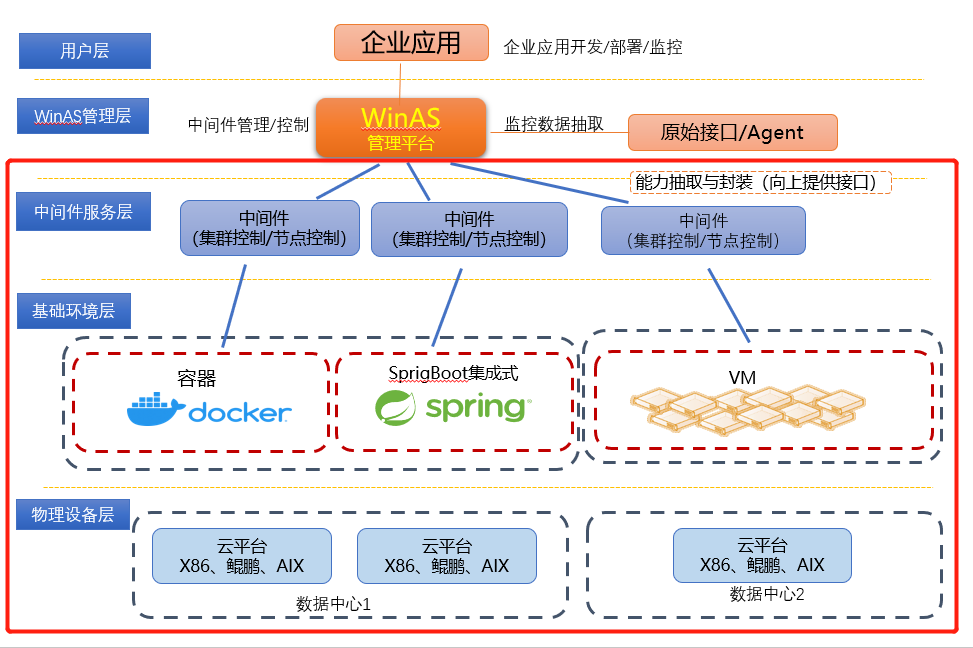 用户层
企业应用
企业应用开发/部署/监控
WinAS管理层
中间件管理/控制
WinAS
管理平台
监控数据抽取
原始接口/Agent
能力抽取与封装（向上提供接口）
中间件服务层
中间件
（集群控制/节点控制）
中间件
（集群控制/节点控制）
中间件
（集群控制/节点控制）
基础环境层
容器
docker
SprigBoot集成式
spring
VM
物理设备层
云平台
X86、鲲鹏、AIX
云平台
X86、鲲鹏、AIX
数据中心1
云平台
X86、鲲鹏、AIX
数据中心2